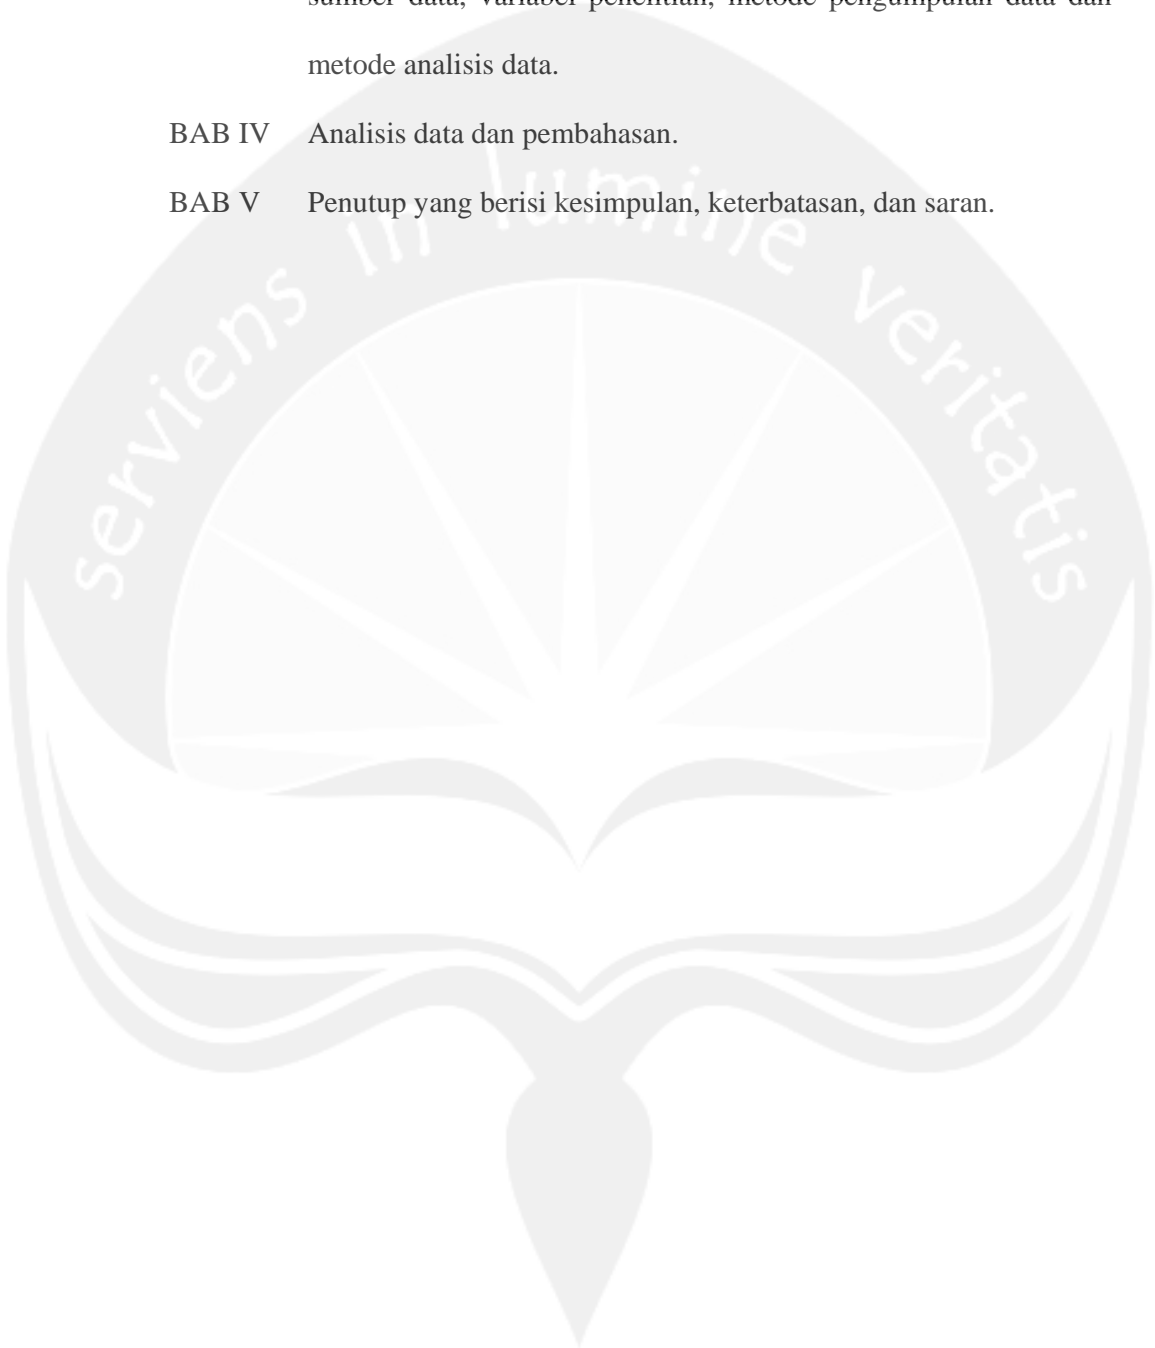 sumber data, variabel penelitian, metode pengumpulan data dan
metode analisis data.
BAB IV Analisis data dan pembahasan.
BAB V Penutup yang berisi kesimpulan, keterbatasan, dan saran.
serviens in lumine veritatis